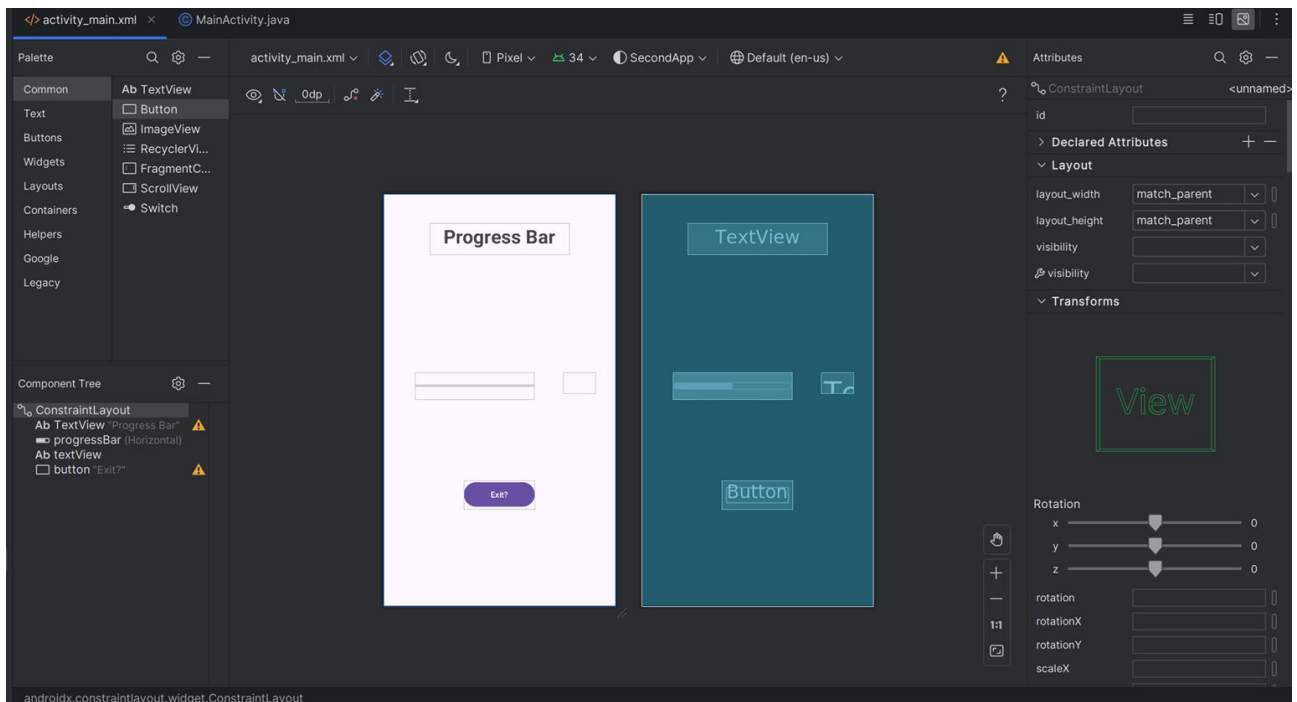 activity_main.xml
MainActivity.java
Palette
activity_main.xml
Pixel
34
SecondApp
Default (en-us)
Attributes
0dp
?
Common
Text
Buttons
Widgets
Layouts
Containers
Helpers
Google
Legacy
Ab TextView
Button
ImageView
RecyclerVi...
FragmentC...
ScrollView
Switch
Component Tree
ConstraintLayout
Ab TextView "Progress Bar"
progressBar (Horizontal)
Ab textView
button "Exit?"
Progress Bar
Exit?
TextView
Button
1:1
ConstraintLayout <unnamed>
id
Declared Attributes
Layout
layout_width match_parent
layout_height match_parent
visibility
visibility
Transforms
View
Rotation
x 0
y 0
z 0
rotation
rotationX
rotationY
scaleX
androidx.constraintlayout.widget.ConstraintLayout